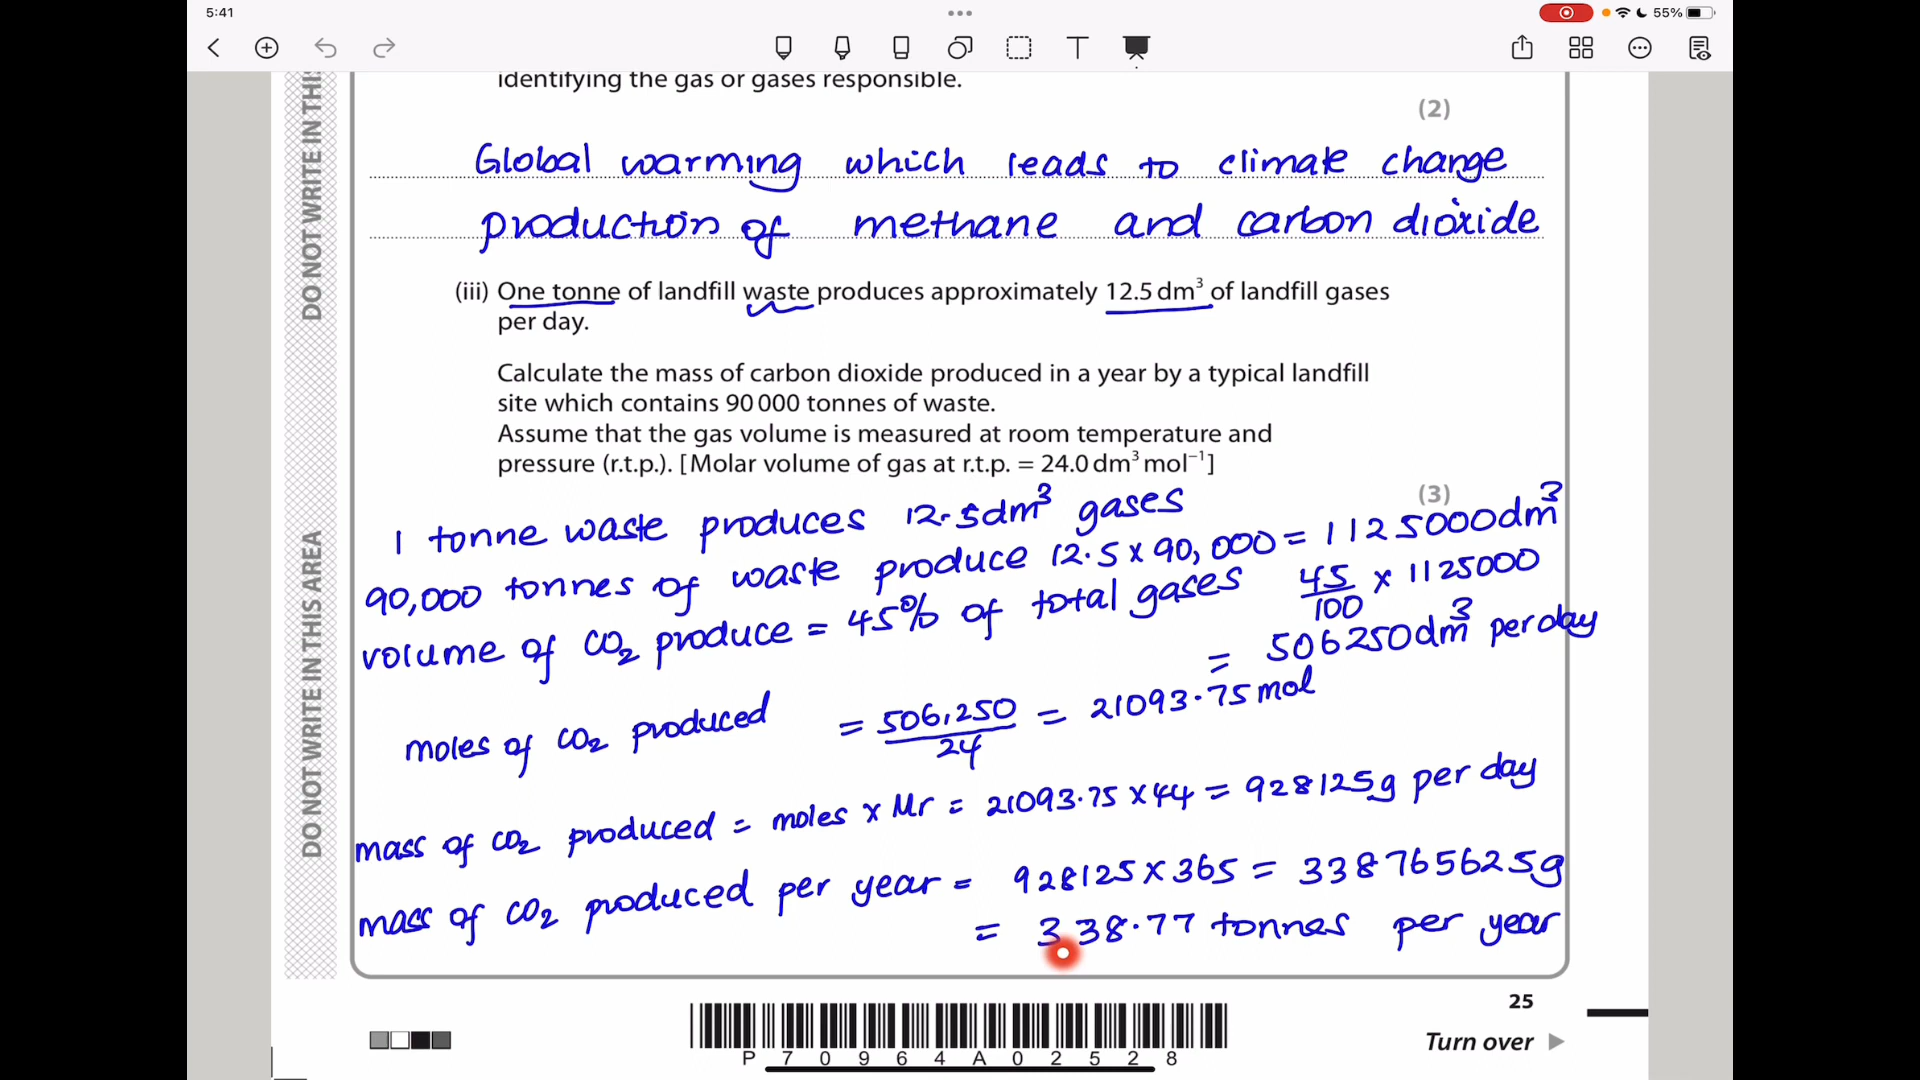 5:41
55%
identifying the gas or gases responsible.
(2)
Global warming which leads to climate change
production of methane and carbon dioxide
(iii) One tonne of landfill waste produces approximately 12.5 dm³ of landfill gases
per day.
Calculate the mass of carbon dioxide produced in a year by a typical landfill
site which contains 90 000 tonnes of waste.
Assume that the gas volume is measured at room temperature and
pressure (r.t.p.). [Molar volume of gas at r.t.p. = 24.0 dm³ mol⁻¹]
(3)
1 tonne waste produces 12.5dm³ gases
90,000 tonnes of waste produce 12.5 x 90,000 = 1125000dm³
volume of CO₂ produce = 45% of total gases 45/100 x 1125000
= 506250dm³ per day
moles of CO₂ produced = 506,250/24 = 21093.75 mol
mass of CO₂ produced = moles x Mr = 21093.75 x 44 = 928125g per day
mass of CO₂ produced per year = 928125 x 365 = 338765625g
= 338.77 tonnes per year
DO NOT WRITE IN THIS
DO NOT WRITE IN THIS AREA
P 7 0 9 6 4 A 0 2 5 2 8
25
Turn over